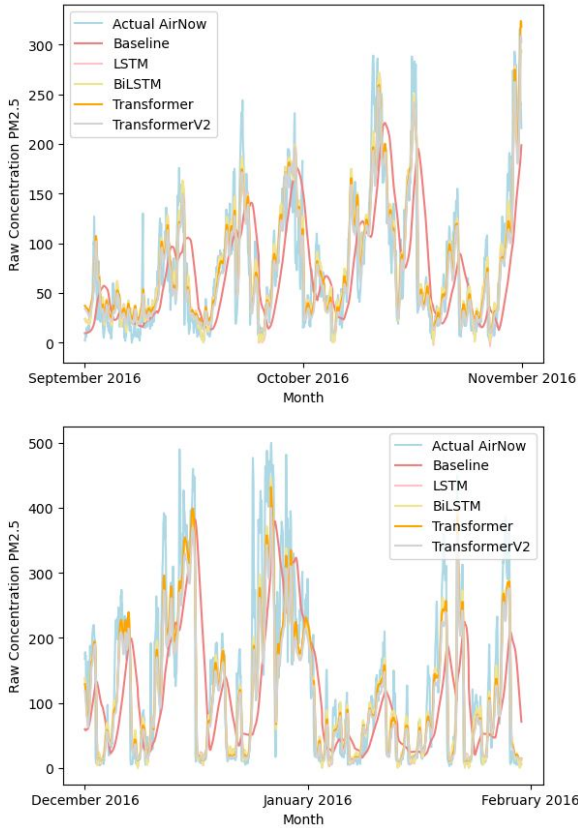 300
250
200
150
100
50
0
Raw Concentration PM2.5
Actual AirNow
Baseline
LSTM
BiLSTM
Transformer
TransformerV2
September 2016
October 2016
November 2016
Month
500
400
300
200
100
0
Raw Concentration PM2.5
Actual AirNow
Baseline
LSTM
BiLSTM
Transformer
TransformerV2
December 2016
January 2016
February 2016
Month